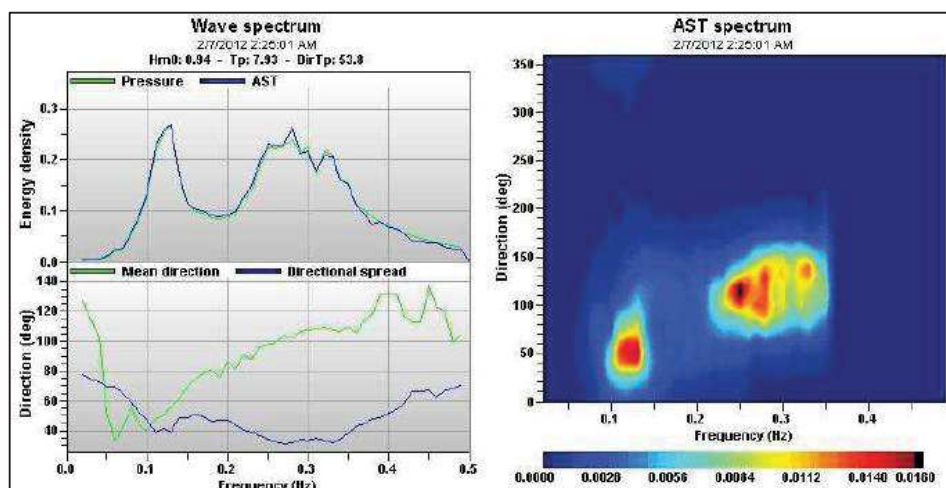 Wave spectrum
2/7/2012 2:25:01 AM
Hm0: 0.94 - Tp: 7.93 - DirTp: 53.8
Pressure AST
Energy density
0.3
0.2
0.1
0.0
Mean direction Directional spread
Direction (deg)
140
120
100
80
60
40
0.0 0.1 0.2 0.3 0.4 0.5
Frequency (Hz)
AST spectrum
2/7/2012 2:25:01 AM
Direction (deg)
350
300
250
200
150
100
50
0
0.1 0.2 0.3 0.4
Frequency (Hz)
0.0000 0.0028 0.0056 0.0084 0.0112 0.0140 0.0160